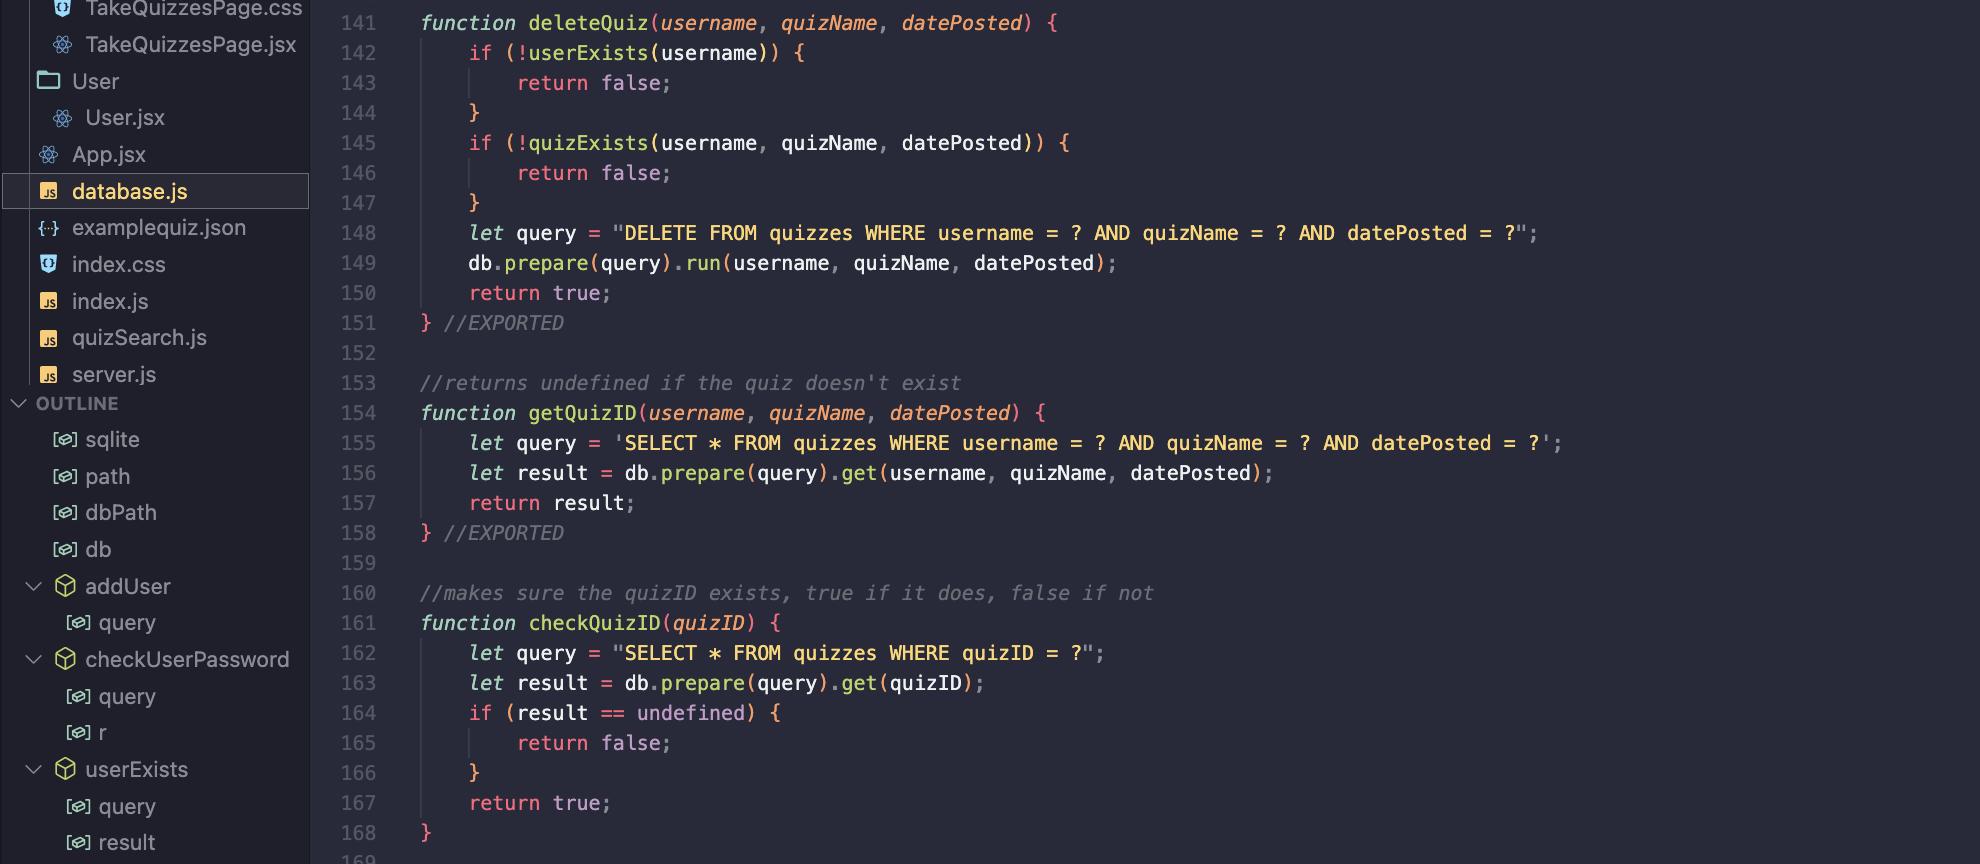 TakeQuizzesPage.css
TakeQuizzesPage.jsx
User
User.jsx
App.jsx
database.js
examplequiz.json
index.css
index.js
quizSearch.js
server.js
OUTLINE
sqlite
path
dbPath
db
addUser
query
checkUserPassword
query
r
userExists
query
result
141 function deleteQuiz(username, quizName, datePosted) {
142 if (!userExists(username)) {
143 return false;
144 }
145 if (!quizExists(username, quizName, datePosted)) {
146 return false;
147 }
148 let query = "DELETE FROM quizzes WHERE username = ? AND quizName = ? AND datePosted = ?";
149 db.prepare(query).run(username, quizName, datePosted);
150 return true;
151 } //EXPORTED
152
153 //returns undefined if the quiz doesn't exist
154 function getQuizID(username, quizName, datePosted) {
155 let query = 'SELECT * FROM quizzes WHERE username = ? AND quizName = ? AND datePosted = ?';
156 let result = db.prepare(query).get(username, quizName, datePosted);
157 return result;
158 } //EXPORTED
159
160 //makes sure the quizID exists, true if it does, false if not
161 function checkQuizID(quizID) {
162 let query = "SELECT * FROM quizzes WHERE quizID = ?";
163 let result = db.prepare(query).get(quizID);
164 if (result == undefined) {
165 return false;
166 }
167 return true;
168 }
169